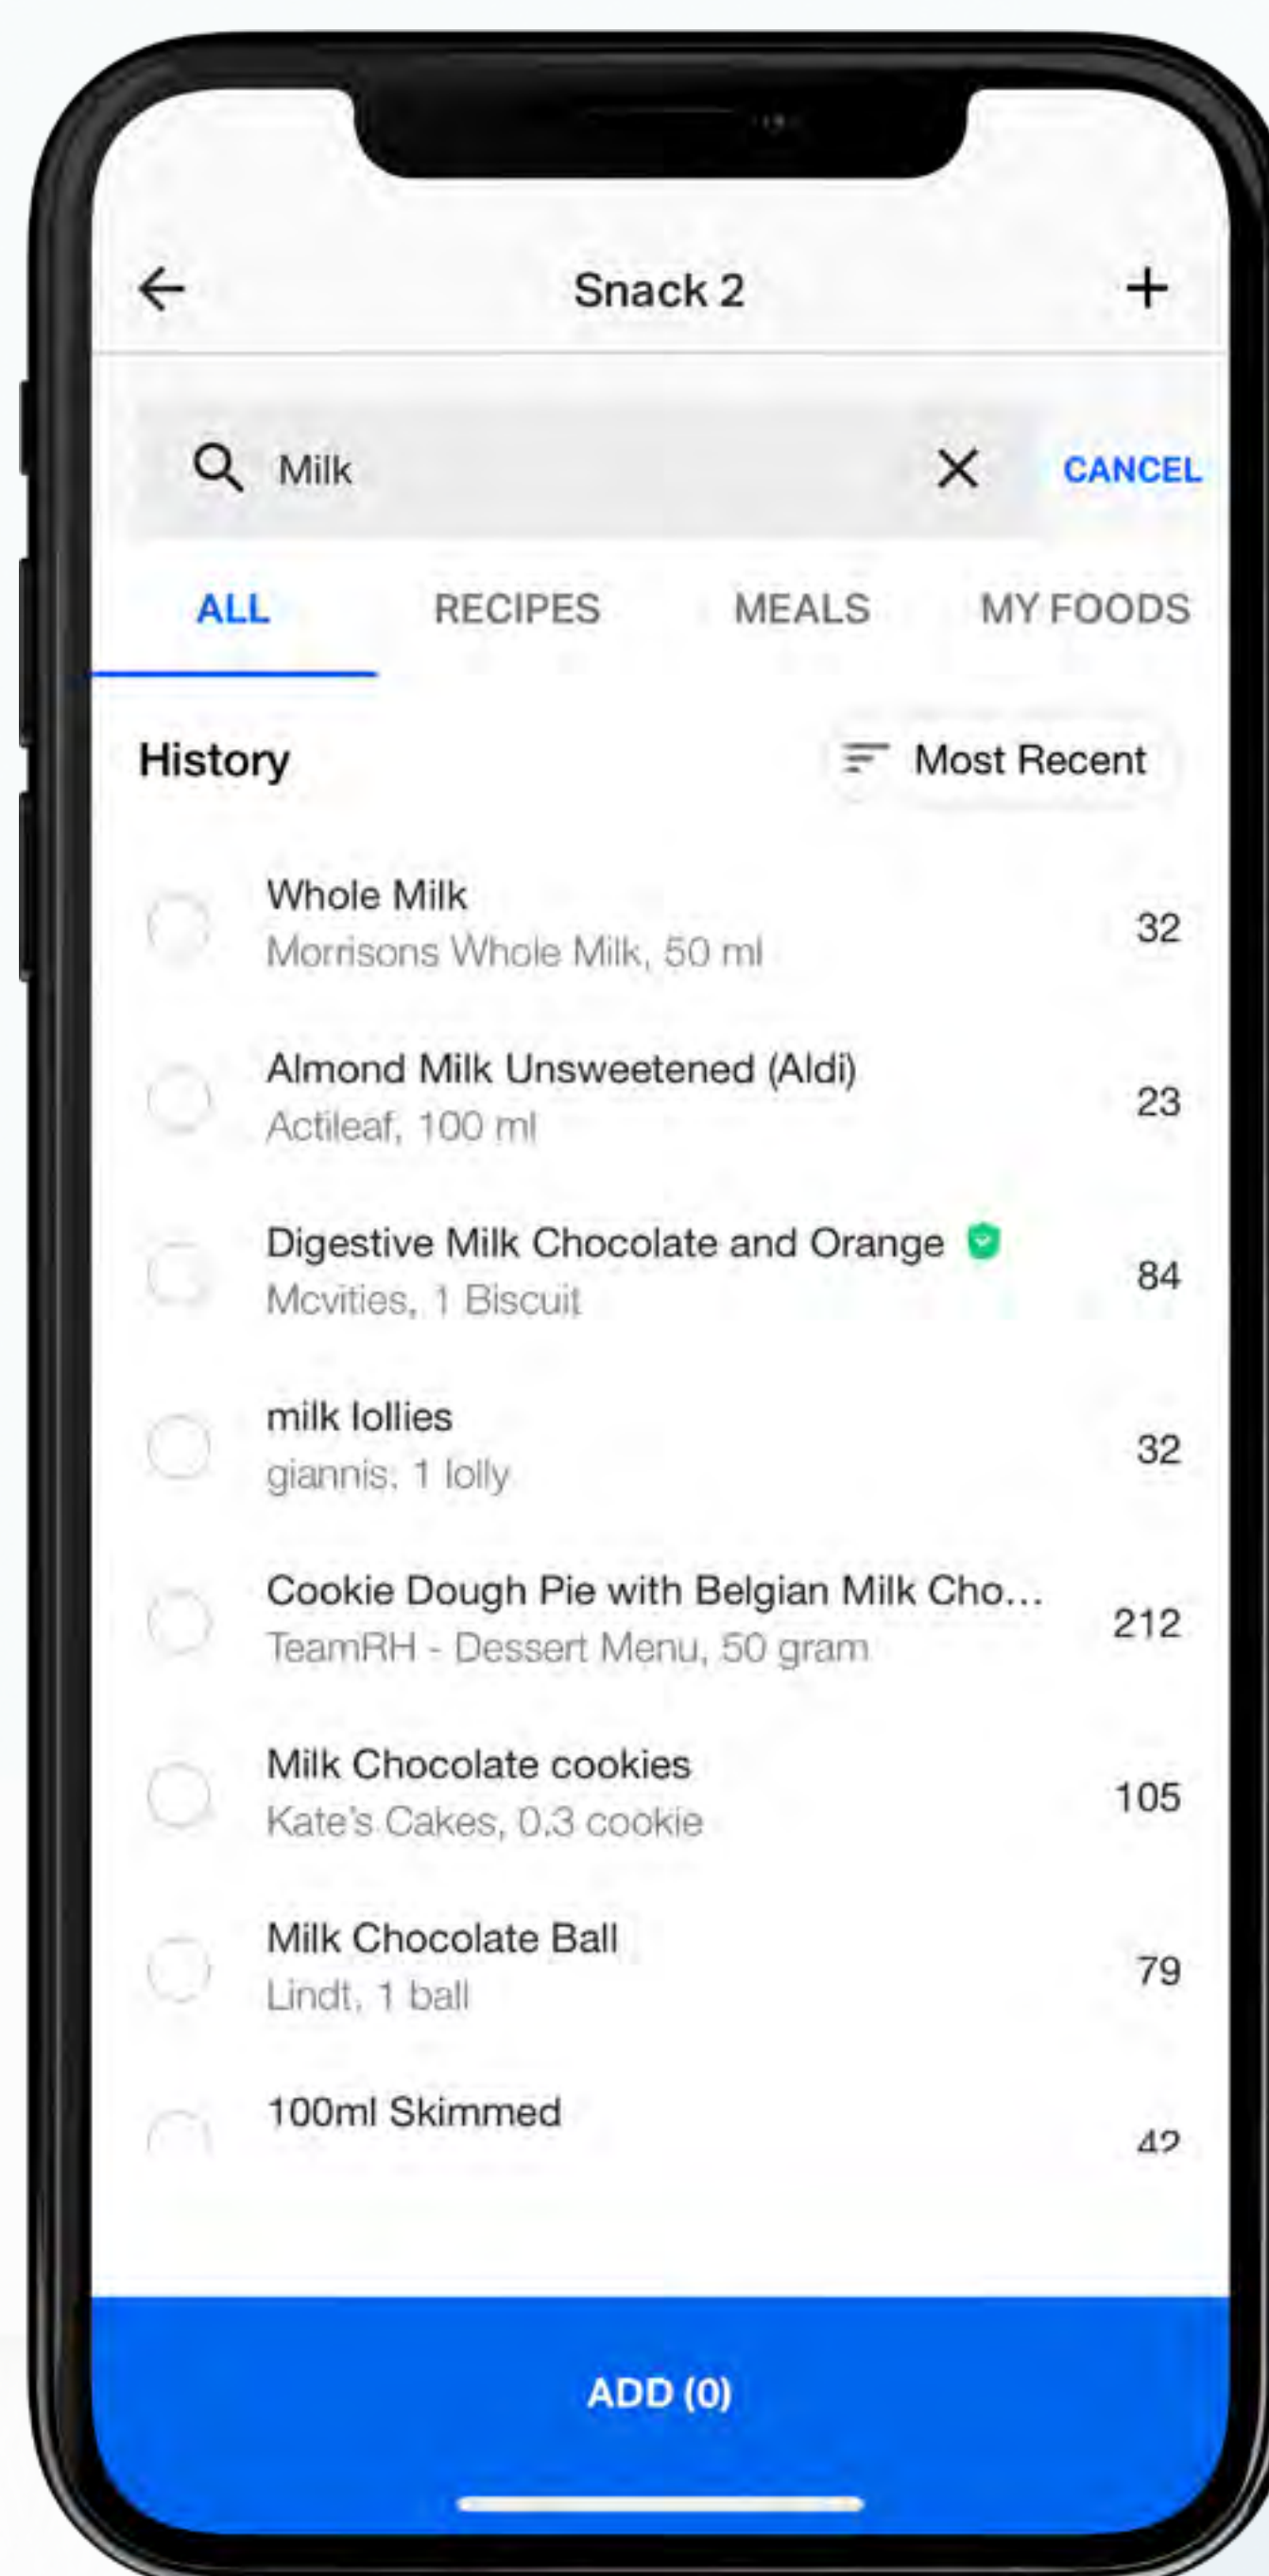 Snack 2
Milk
CANCEL
ALL RECIPES MEALS MY FOODS
History
Most Recent
Whole Milk
Morrisons Whole Milk, 50 ml
32
Almond Milk Unsweetened (Aldi)
Actileaf, 100 ml
23
Digestive Milk Chocolate and Orange
Mcvities, 1 Biscuit
84
milk lollies
giannis, 1 lolly
32
Cookie Dough Pie with Belgian Milk Cho...
TeamRH - Dessert Menu, 50 gram
212
Milk Chocolate cookies
Kate's Cakes, 0.3 cookie
105
Milk Chocolate Ball
Lindt, 1 ball
79
100ml Skimmed
42
ADD (0)